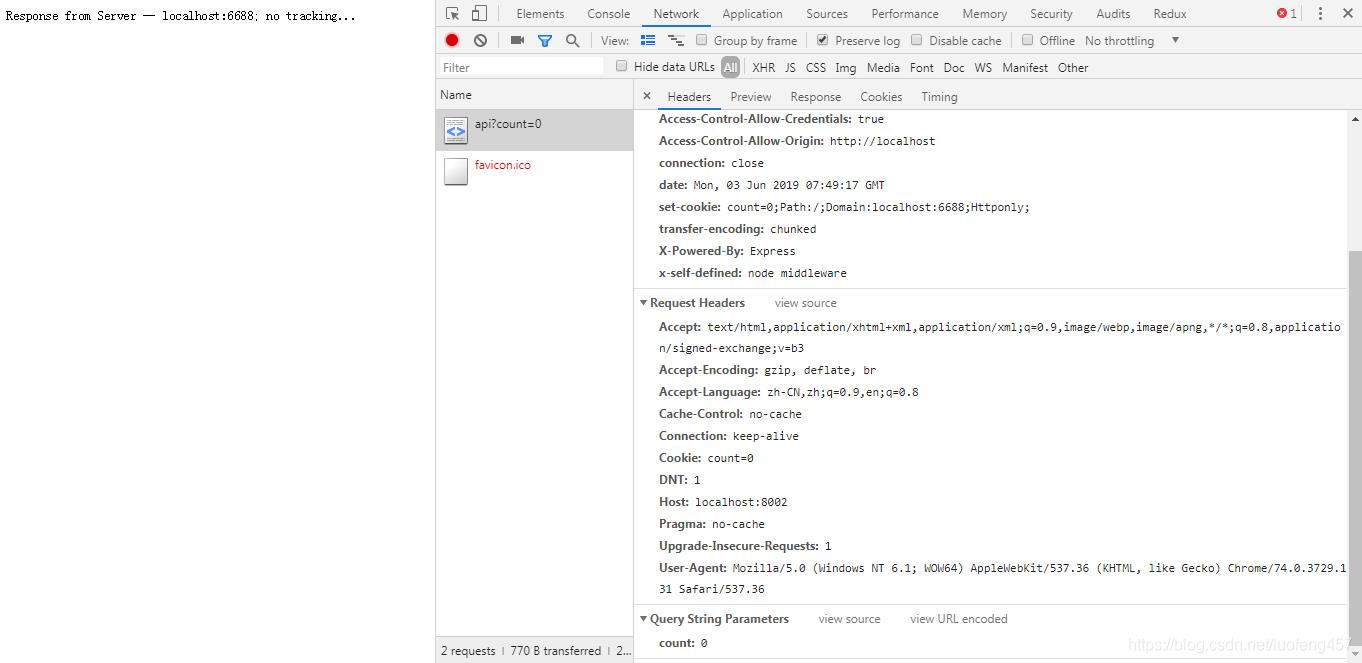 Response from Server — localhost:6688; no tracking...
Elements Console Network Application Sources Performance Memory Security Audits Redux 1
View: Group by frame Preserve log Disable cache Offline No throttling
Filter Hide data URLs All XHR JS CSS Img Media Font Doc WS Manifest Other
Name
api?count=0
favicon.ico
2 requests | 770 B transferred | 2...
Headers Preview Response Cookies Timing
Access-Control-Allow-Credentials: true
Access-Control-Allow-Origin: http://localhost
connection: close
date: Mon, 03 Jun 2019 07:49:17 GMT
set-cookie: count=0;Path:/;Domain:localhost:6688;Httponly;
transfer-encoding: chunked
X-Powered-By: Express
x-self-defined: node middleware
Request Headers view source
Accept: text/html,application/xhtml+xml,application/xml;q=0.9,image/webp,image/apng,*/*;q=0.8,applicatio
n/signed-exchange;v=b3
Accept-Encoding: gzip, deflate, br
Accept-Language: zh-CN,zh;q=0.9,en;q=0.8
Cache-Control: no-cache
Connection: keep-alive
Cookie: count=0
DNT: 1
Host: localhost:8002
Pragma: no-cache
Upgrade-Insecure-Requests: 1
User-Agent: Mozilla/5.0 (Windows NT 6.1; WOW64) AppleWebKit/537.36 (KHTML, like Gecko) Chrome/74.0.3729.1
31 Safari/537.36
Query String Parameters view source view URL encoded
count: 0
https://blog.csdn.net/luofeng457